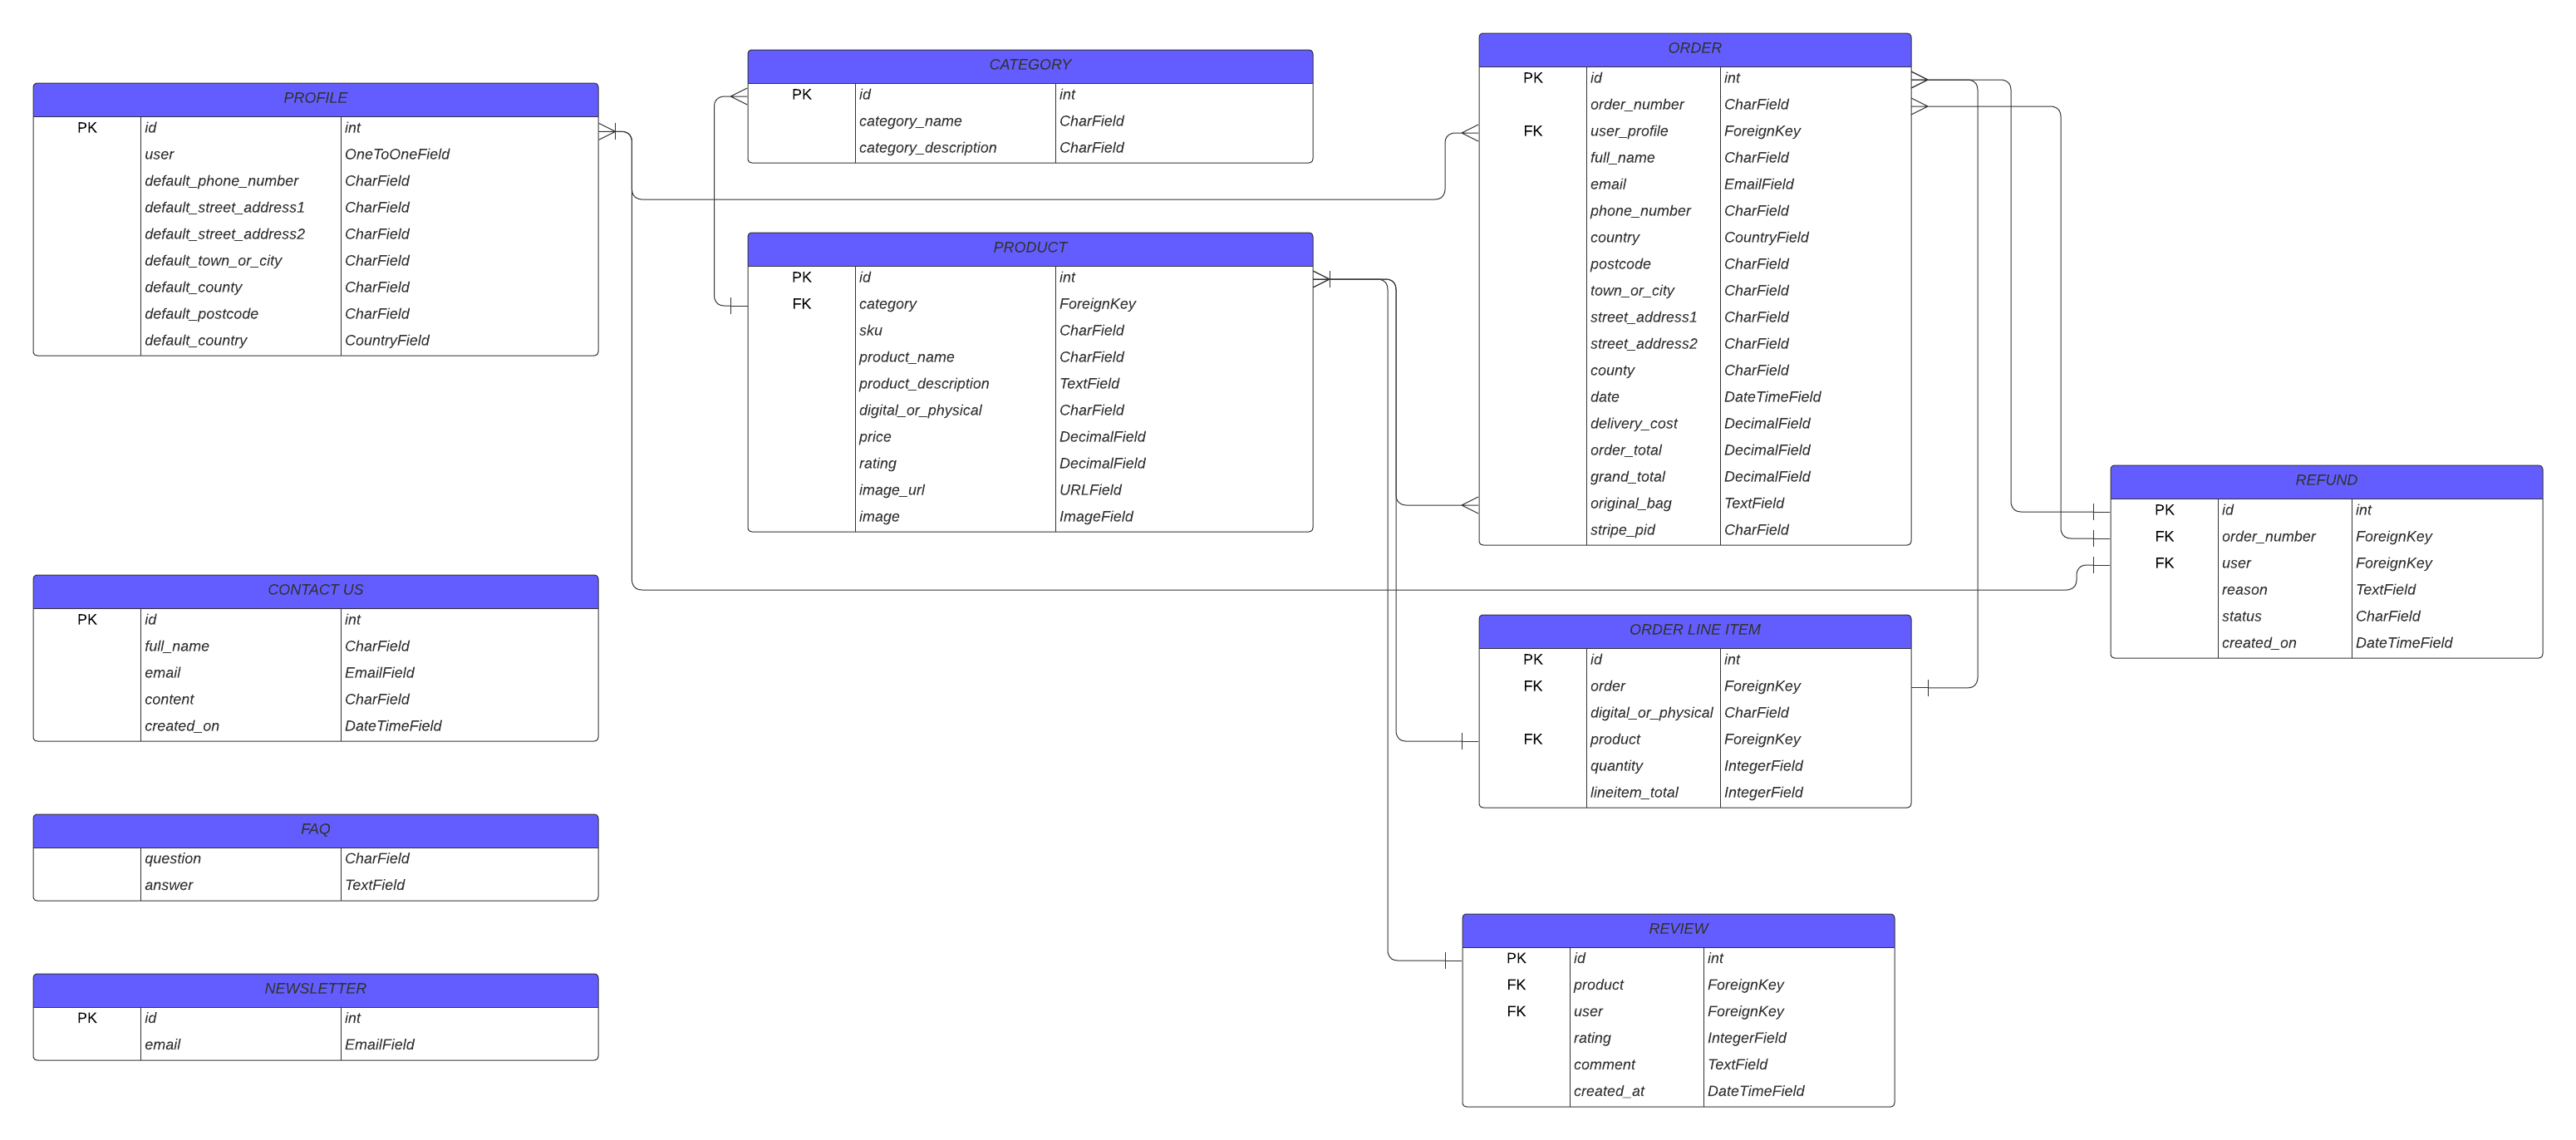 PROFILE
PK id int
user OneToOneField
default_phone_number CharField
default_street_address1 CharField
default_street_address2 CharField
default_town_or_city CharField
default_county CharField
default_postcode CharField
default_country CountryField
CATEGORY
PK id int
category_name CharField
category_description CharField
PRODUCT
PK id int
FK category ForeignKey
sku CharField
product_name CharField
product_description TextField
digital_or_physical CharField
price DecimalField
rating DecimalField
image_url URLField
image ImageField
ORDER
PK id int
order_number CharField
FK user_profile ForeignKey
full_name CharField
email EmailField
phone_number CharField
country CountryField
postcode CharField
town_or_city CharField
street_address1 CharField
street_address2 CharField
county CharField
date DateTimeField
delivery_cost DecimalField
order_total DecimalField
grand_total DecimalField
original_bag TextField
stripe_pid CharField
REFUND
PK id int
FK order_number ForeignKey
FK user ForeignKey
reason TextField
status CharField
created_on DateTimeField
CONTACT US
PK id int
full_name CharField
email EmailField
content CharField
created_on DateTimeField
ORDER LINE ITEM
PK id int
FK order ForeignKey
digital_or_physical CharField
FK product ForeignKey
quantity IntegerField
lineitem_total IntegerField
FAQ
question CharField
answer TextField
REVIEW
PK id int
FK product ForeignKey
FK user ForeignKey
rating IntegerField
comment TextField
created_at DateTimeField
NEWSLETTER
PK id int
email EmailField